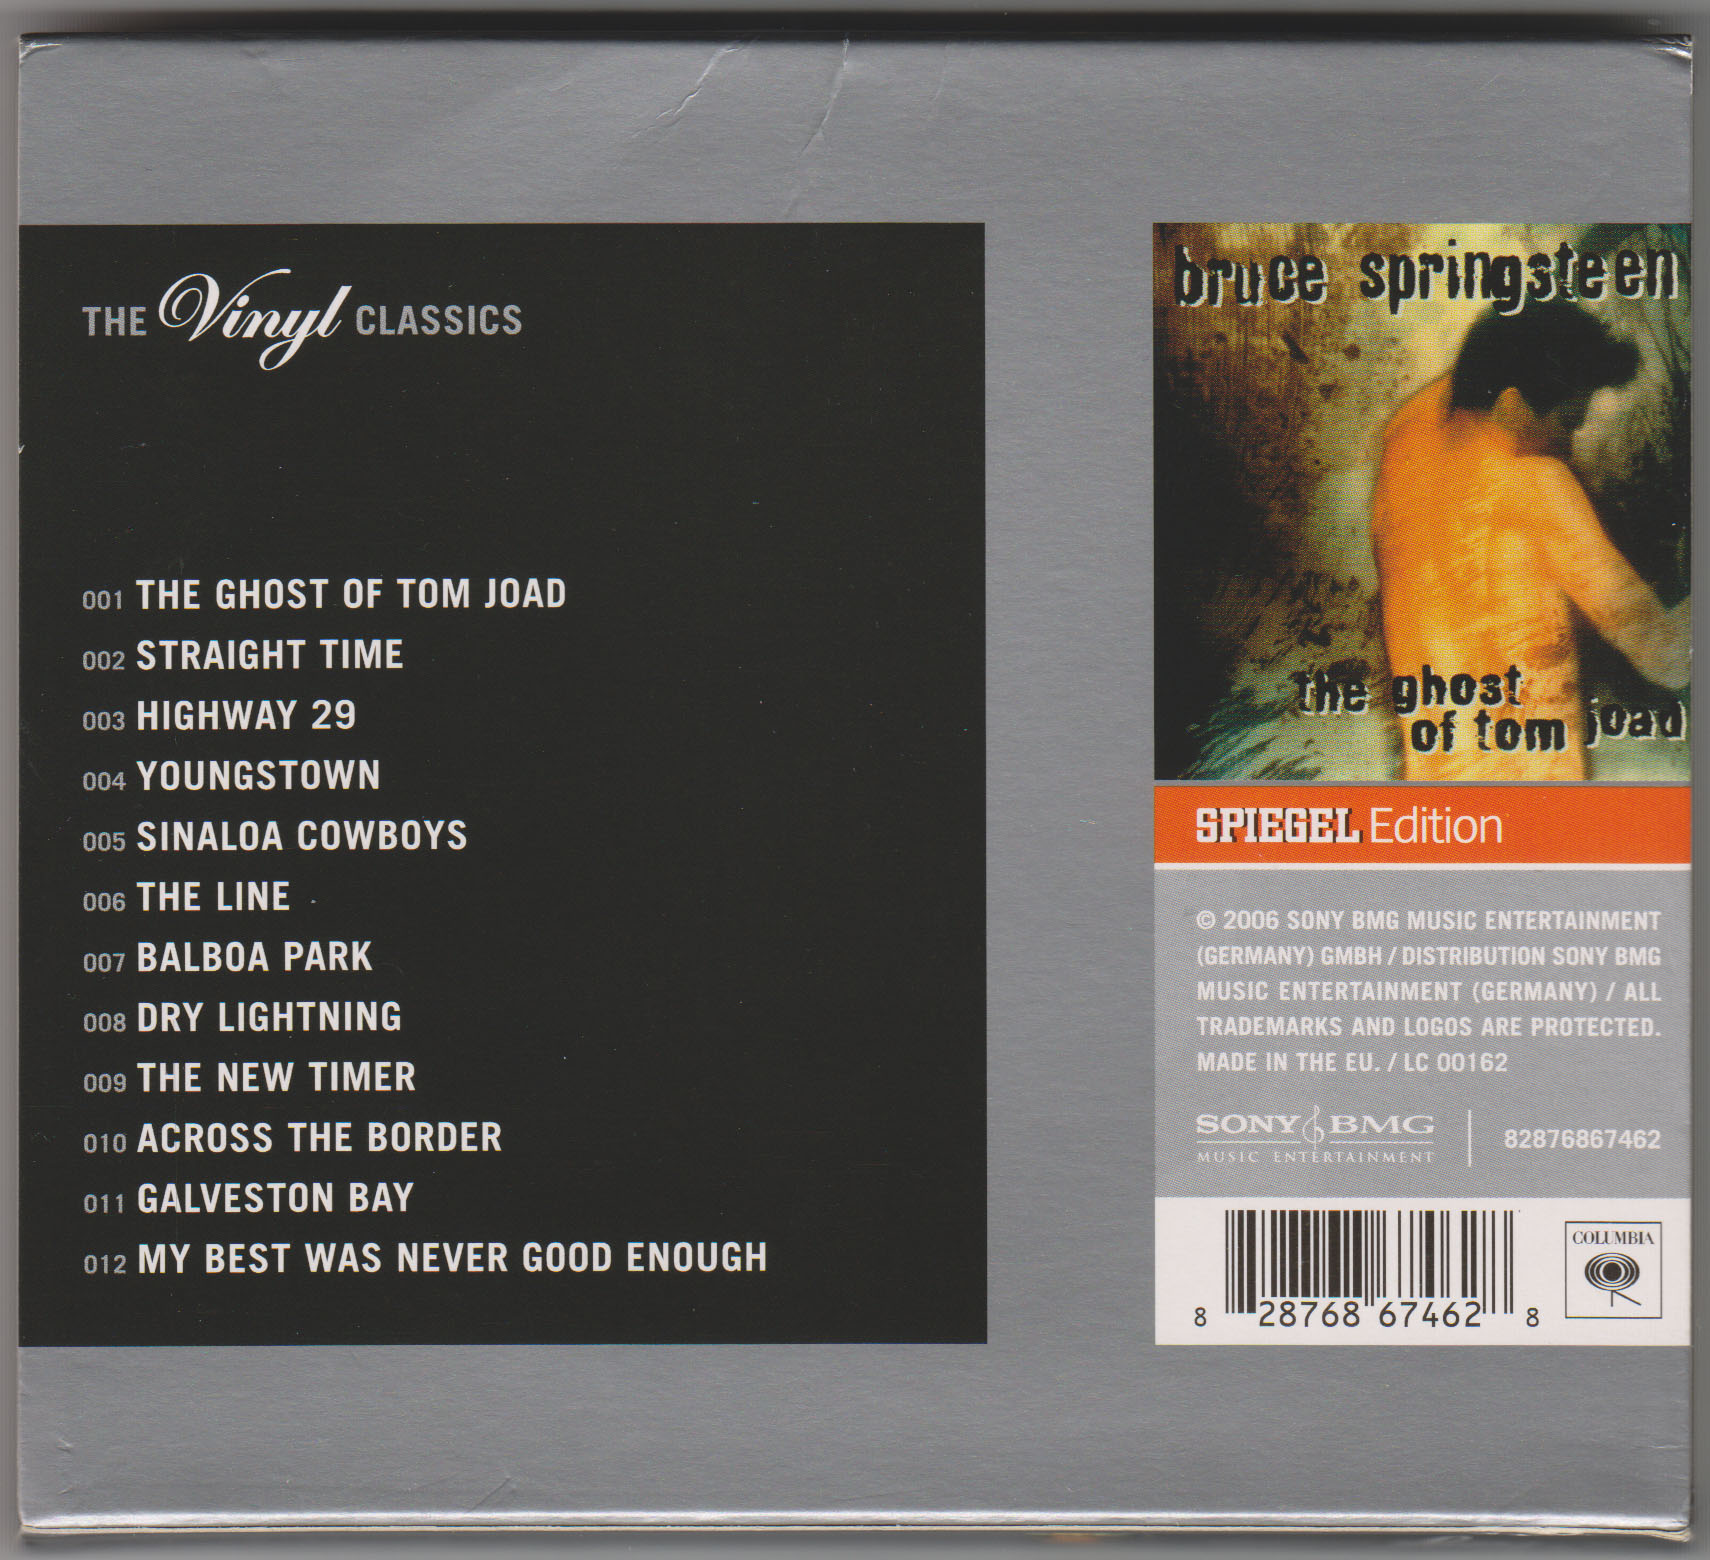 THE Vinyl CLASSICS
001 THE GHOST OF TOM JOAD
002 STRAIGHT TIME
003 HIGHWAY 29
004 YOUNGSTOWN
005 SINALOA COWBOYS
006 THE LINE
007 BALBOA PARK
008 DRY LIGHTNING
009 THE NEW TIMER
010 ACROSS THE BORDER
011 GALVESTON BAY
012 MY BEST WAS NEVER GOOD ENOUGH
bruce springsteen
the ghost
of tom joad
SPIEGEL Edition
© 2006 SONY BMG MUSIC ENTERTAINMENT
(GERMANY) GMBH / DISTRIBUTION SONY BMG
MUSIC ENTERTAINMENT (GERMANY) / ALL
TRADEMARKS AND LOGOS ARE PROTECTED.
MADE IN THE EU. / LC 00162
SONY BMG
MUSIC ENTERTAINMENT
82876867462
COLUMBIA
8 28768 67462 8